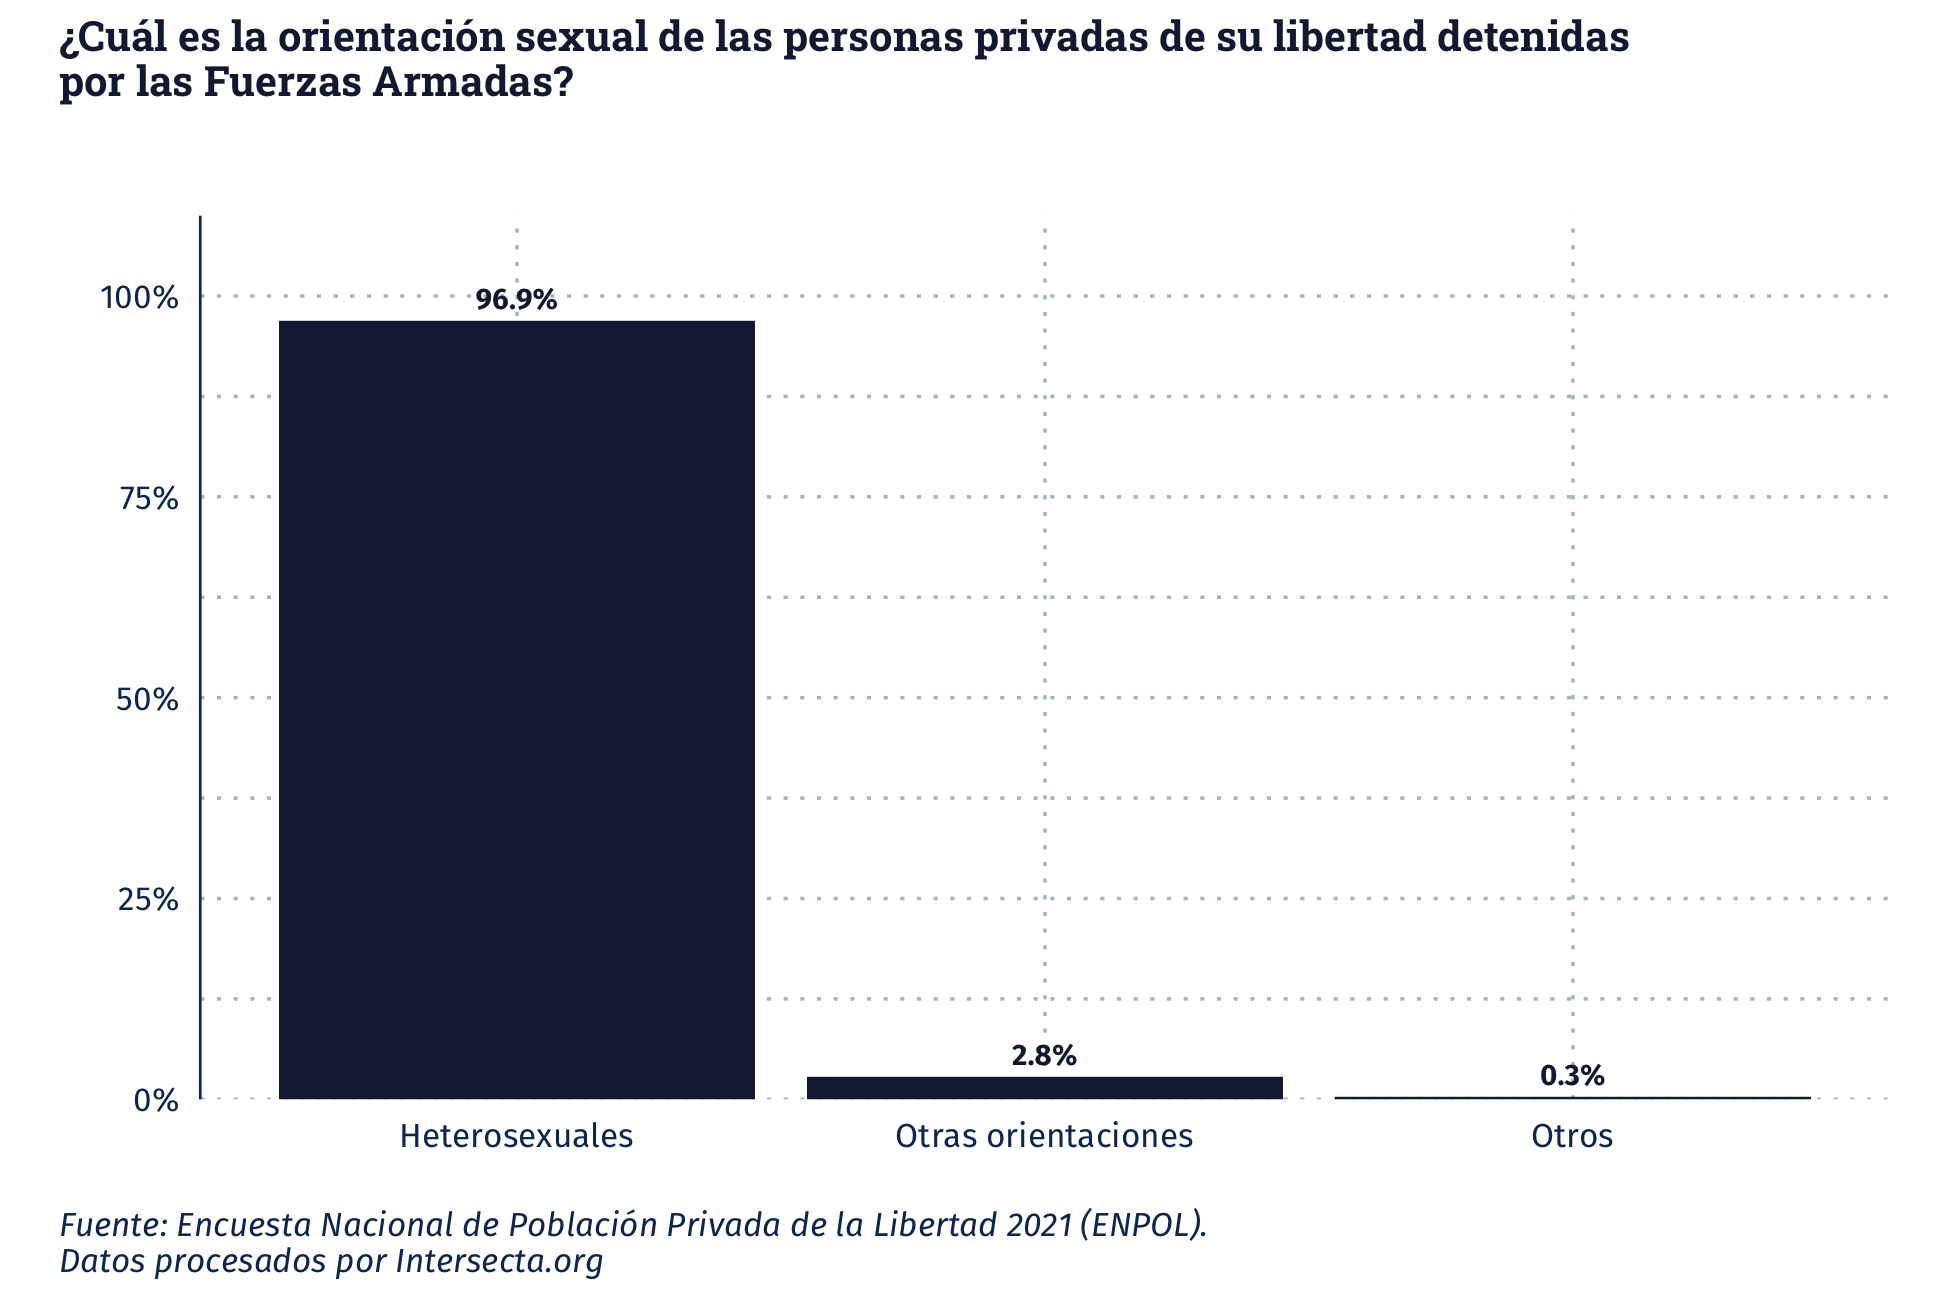 ¿Cuál es la orientación sexual de las personas privadas de su libertad detenidas
por las Fuerzas Armadas?
100%
75%
50%
25%
0%
96.9%
2.8%
0.3%
Heterosexuales
Otras orientaciones
Otros
Fuente: Encuesta Nacional de Población Privada de la Libertad 2021 (ENPOL).
Datos procesados por Intersecta.org